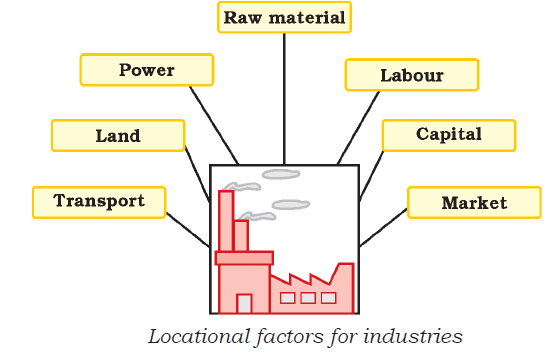 Raw material
Power
Labour
Land
Capital
Transport
Market
Locational factors for industries